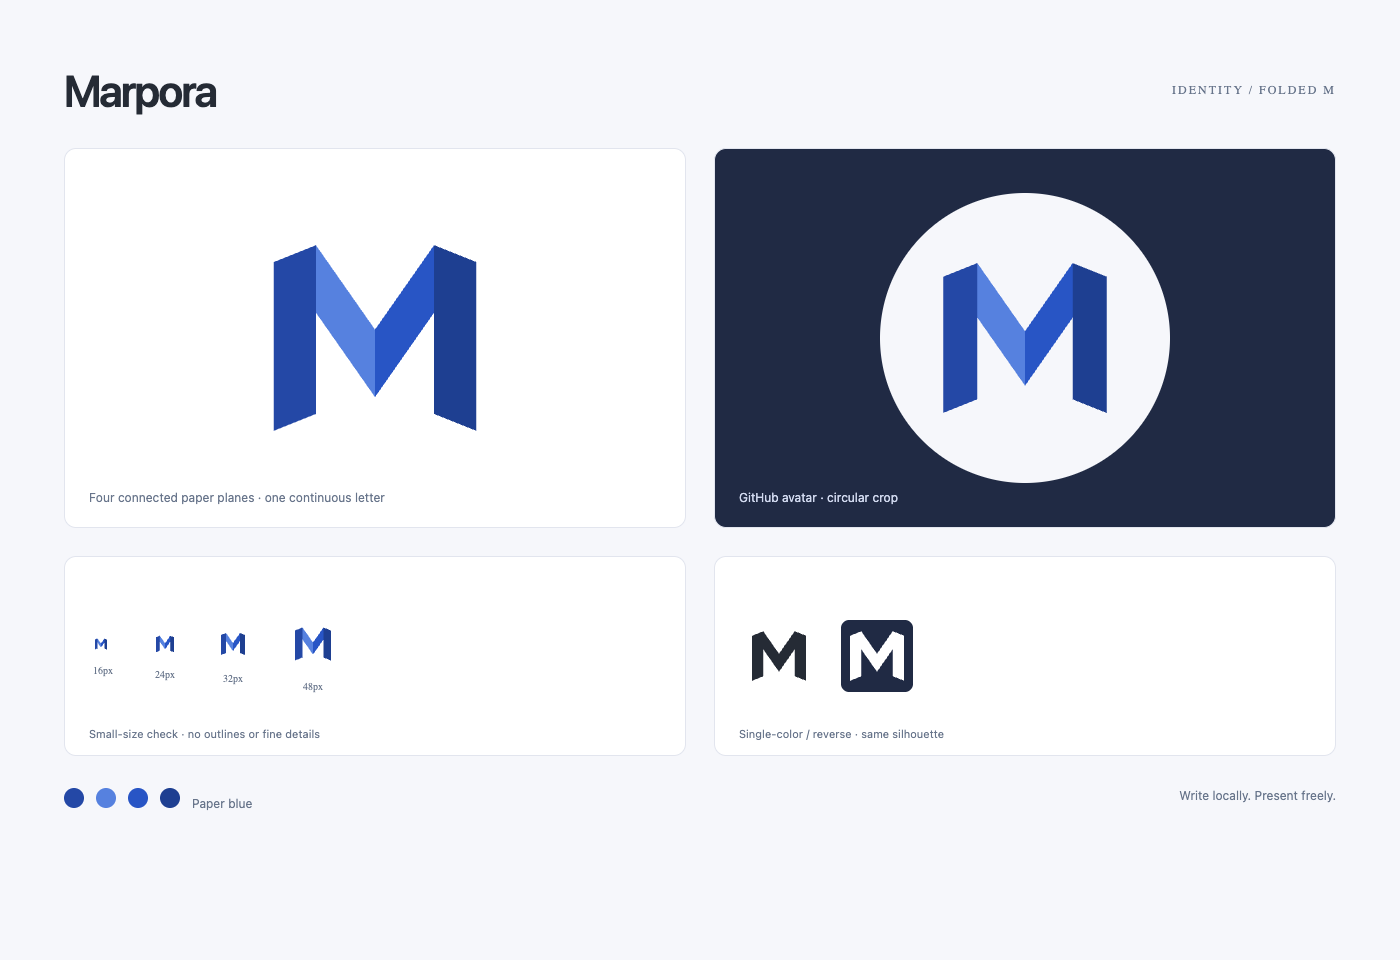 Marpora
IDENTITY / FOLDED M
Four connected paper planes · one continuous letter
GitHub avatar · circular crop
16px
24px
32px
48px
Small-size check · no outlines or fine details
Single-color / reverse · same silhouette
Paper blue
Write locally. Present freely.